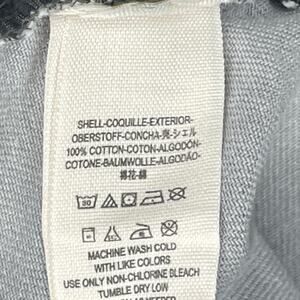 SHELL-COQUILLE-EXTERIOR-
OBERSTOFF-CONCHA-殼-シェル
100% COTTON-COTON-ALGODÓN-
COTONE-BAUMWOLLE-ALGODÃO-
棉花-綿
30
MACHINE WASH COLD
WITH LIKE COLORS
USE ONLY NON-CHLORINE BLEACH
TUMBLE DRY LOW